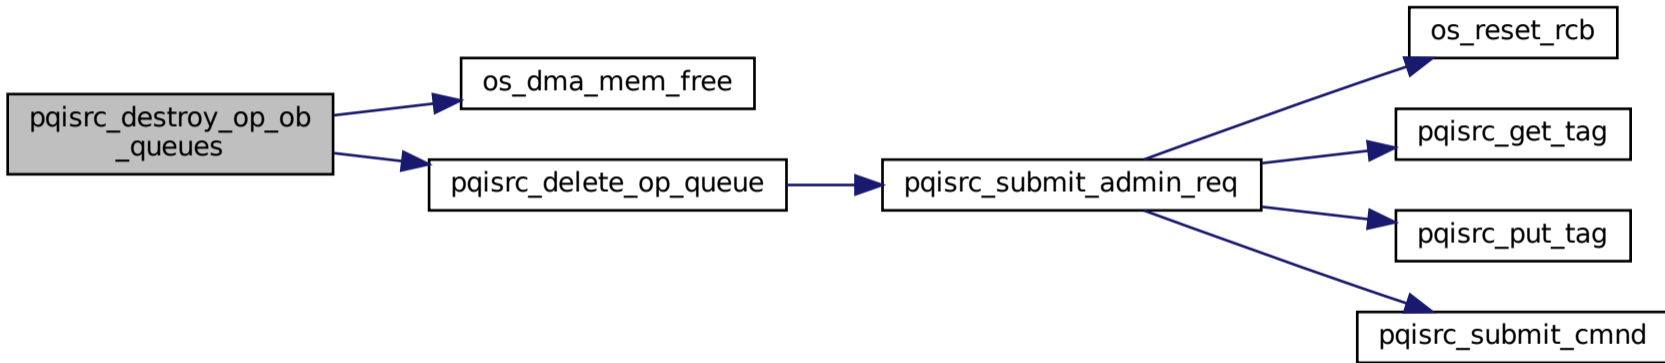 pqisrc_destroy_op_ob
_queues
os_dma_mem_free
pqisrc_delete_op_queue
pqisrc_submit_admin_req
os_reset_rcb
pqisrc_get_tag
pqisrc_put_tag
pqisrc_submit_cmnd